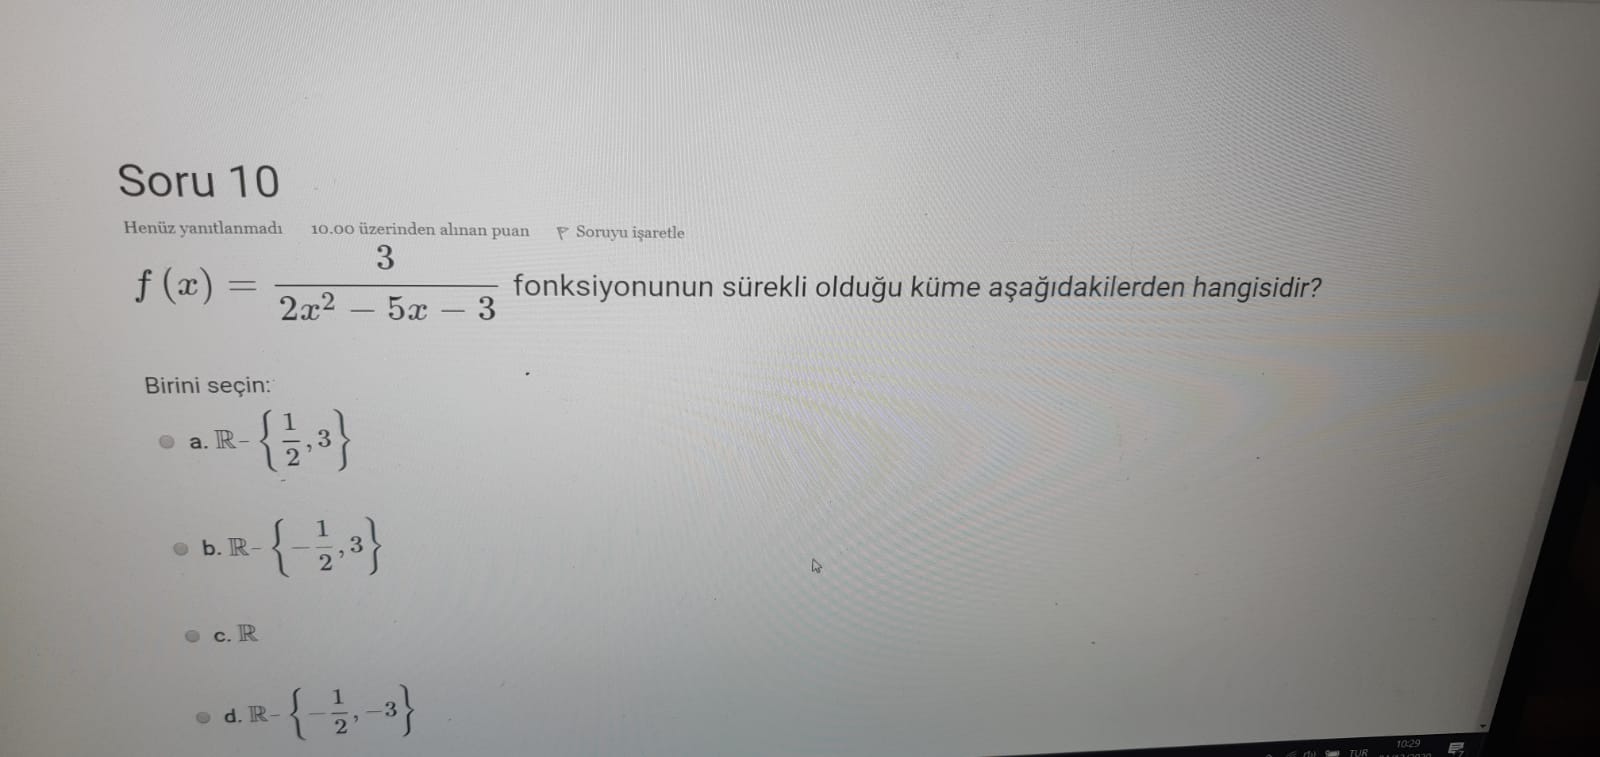 Soru 10
Henüz yanıtlanmadı 10.00 üzerinden alınan puan Soruyu işaretle
f (x) = 3 / (2x² − 5x − 3) fonksiyonunun sürekli olduğu küme aşağıdakilerden hangisidir?
Birini seçin:
a. ℝ- {1/2, 3}
b. ℝ- {−1/2, 3}
c. ℝ
d. ℝ- {−1/2, −3}
10:29
TUR